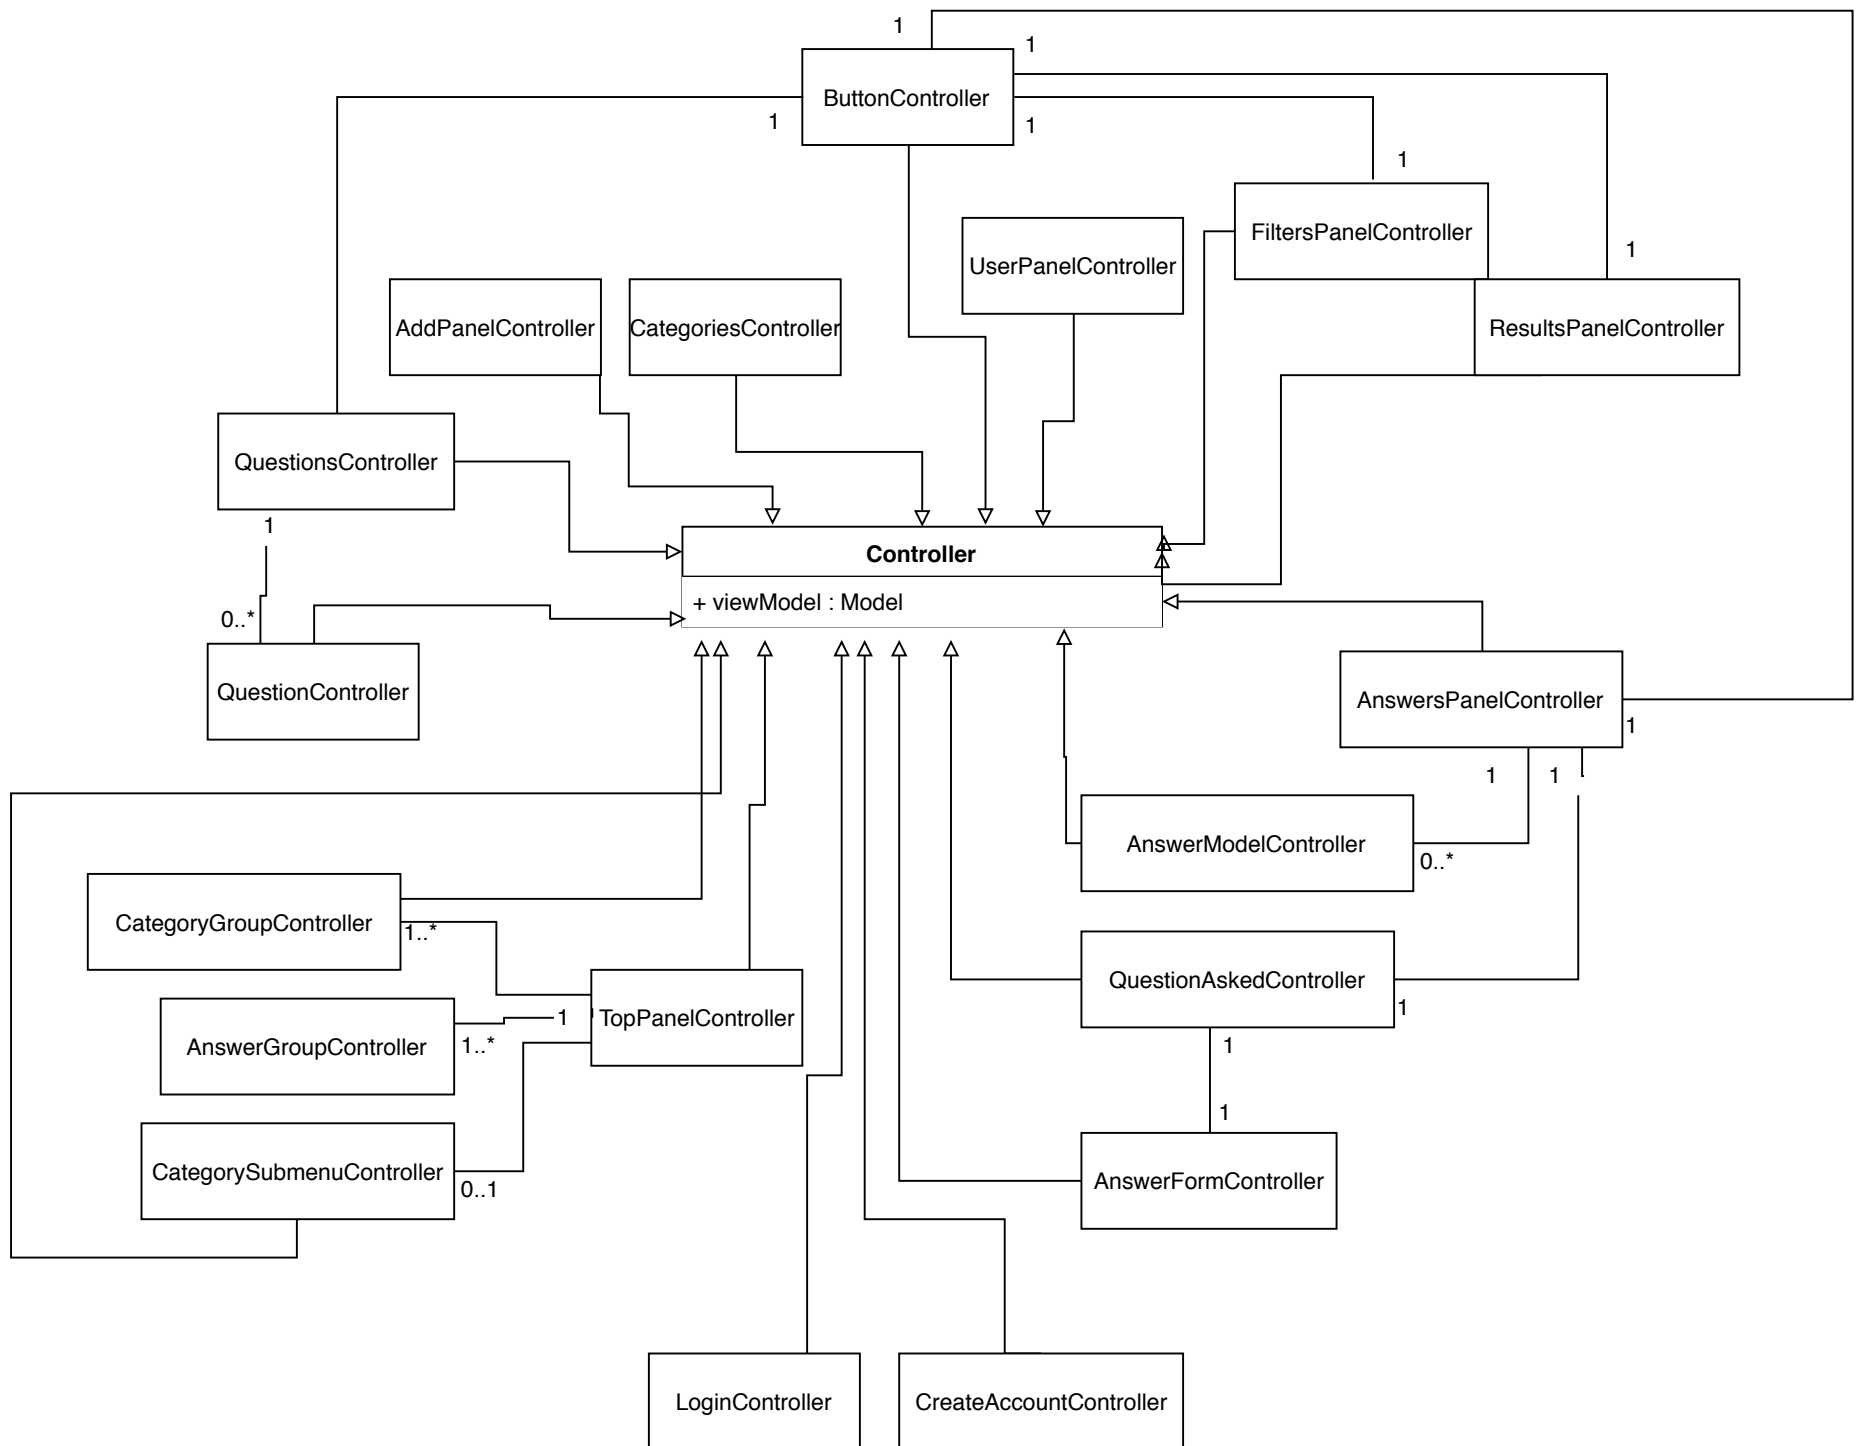 1
1
ButtonController
1
1
1
FiltersPanelController
1
UserPanelController
AddPanelController
CategoriesController
ResultsPanelController
QuestionsController
1
Controller
+ viewModel : Model
0..*
QuestionController
AnswersPanelController
1
1
1
AnswerModelController
0..*
CategoryGroupController
1..*
QuestionAskedController
1
TopPanelController
1
AnswerGroupController
1..*
1
CategorySubmenuController
0..1
1
AnswerFormController
LoginController
CreateAccountController